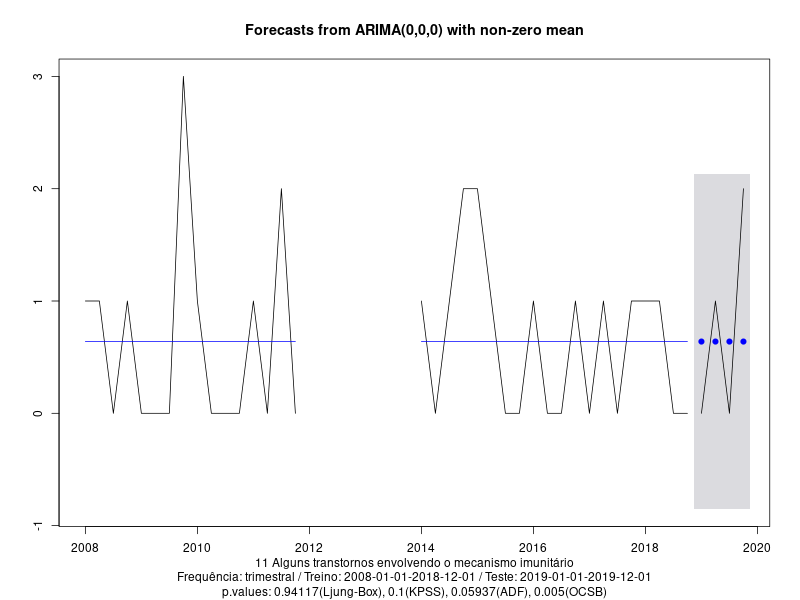 Forecasts from ARIMA(0,0,0) with non-zero mean
3
2
1
0
-1
2008 2010 2012 2014 2016 2018 2020
11 Alguns transtornos envolvendo o mecanismo imunitário
Frequência: trimestral / Treino: 2008-01-01-2018-12-01 / Teste: 2019-01-01-2019-12-01
p.values: 0.94117(Ljung-Box), 0.1(KPSS), 0.05937(ADF), 0.005(OCSB)